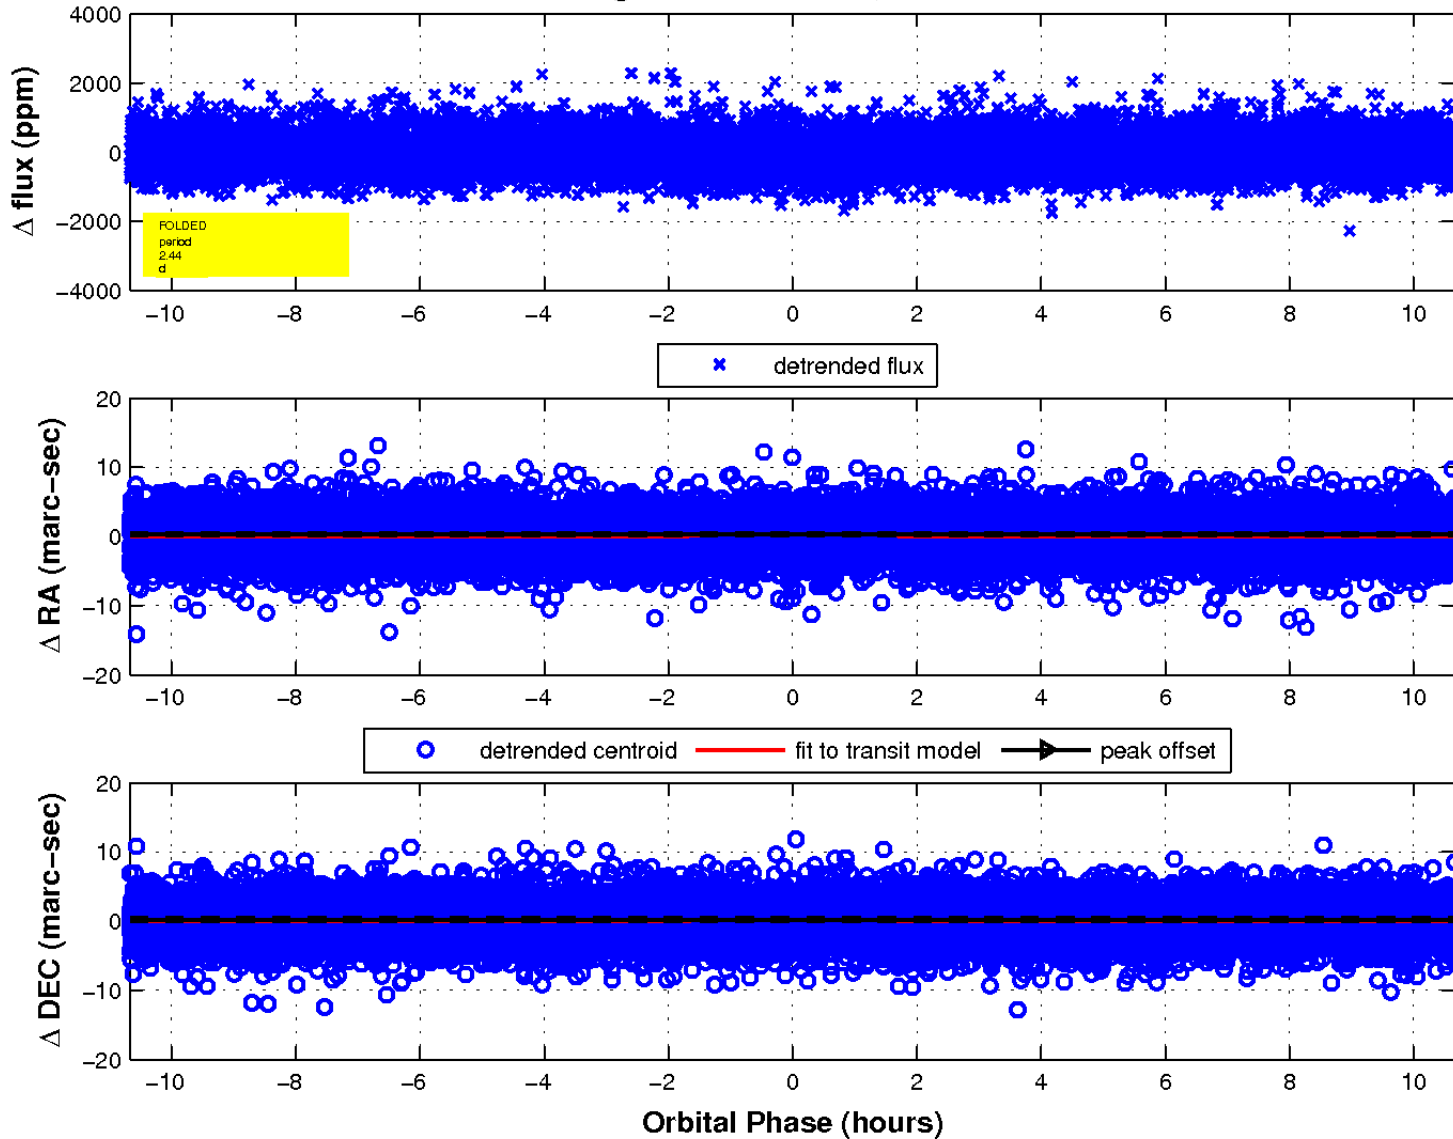 4000
2000
0
−2000
−4000
Δ flux (ppm)
FOLDED
period
2.44
d
−10 −8 −6 −4 −2 0 2 4 6 8 10
detrended flux
20
10
0
−10
−20
Δ RA (marc−sec)
−10 −8 −6 −4 −2 0 2 4 6 8 10
detrended centroid fit to transit model peak offset
20
10
0
−10
−20
Δ DEC (marc−sec)
−10 −8 −6 −4 −2 0 2 4 6 8 10
Orbital Phase (hours)